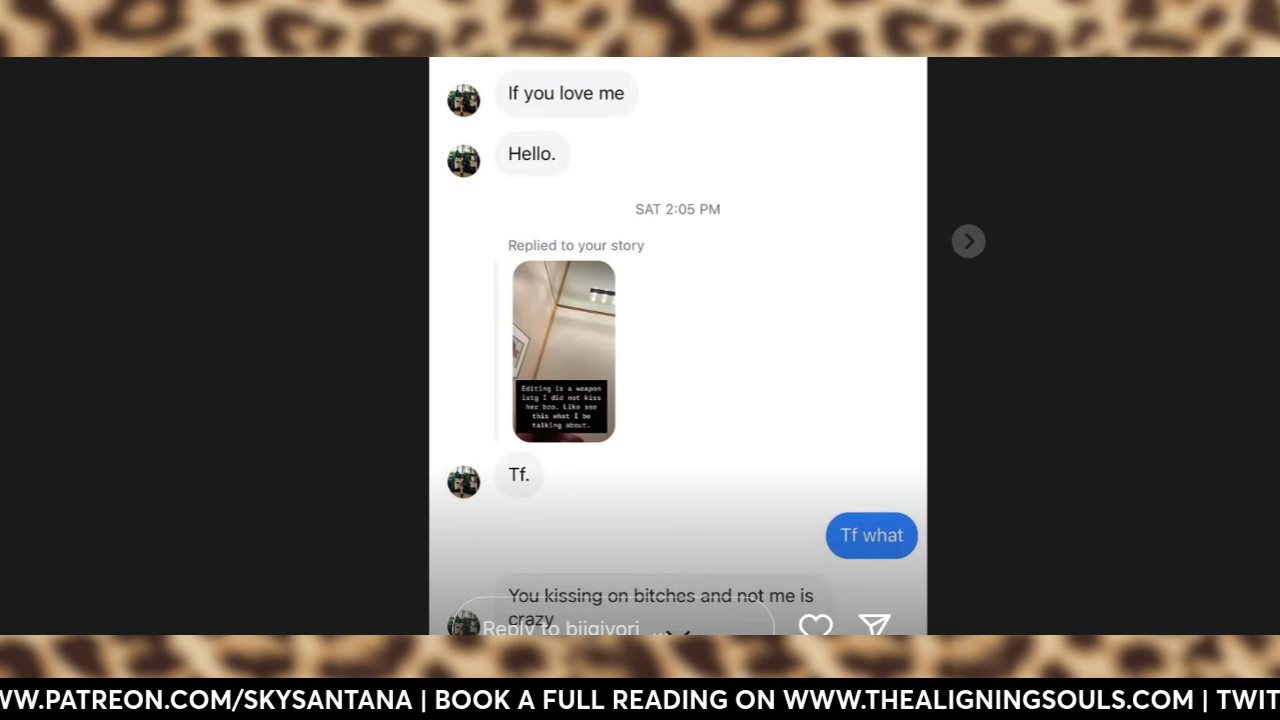 If you love me
Hello.
SAT 2:05 PM
Replied to your story
Editing is a weapon
istg I did not kiss
her bro. Like see
this what I be
talking about.
Tf.
Tf what
You kissing on bitches and not me is
crazy
Reply to bijgivori...
WW.PATREON.COM/SKYSANTANA | BOOK A FULL READING ON WWW.THEALIGNINGSOULS.COM | TWIT